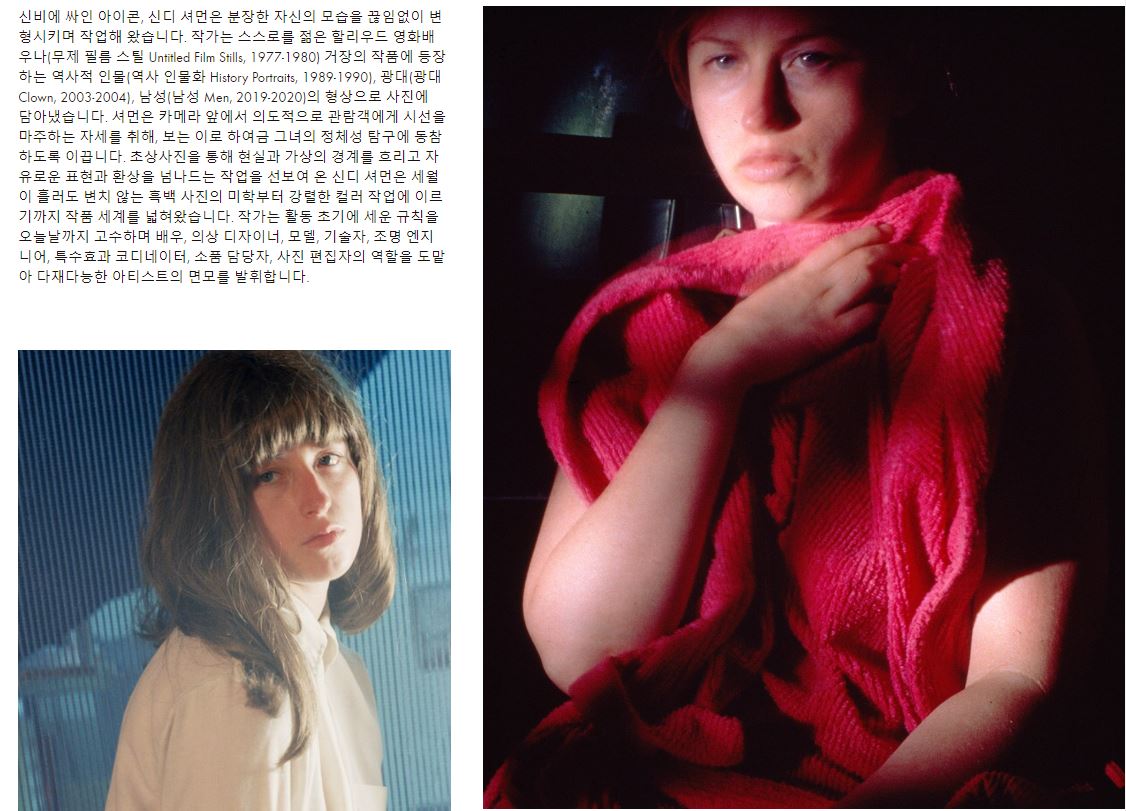 신비에 싸인 아이콘, 신디 셔먼은 분장한 자신의 모습을 끊임없이 변
형시키며 작업해 왔습니다. 작가는 스스로를 젊은 할리우드 영화배
우나(무제 필름 스틸 Untitled Film Stills, 1977-1980) 거장의 작품에 등장
하는 역사적 인물(역사 인물화 History Portraits, 1989-1990), 광대(광대
Clown, 2003-2004), 남성(남성 Men, 2019-2020)의 형상으로 사진에
담아냈습니다. 셔먼은 카메라 앞에서 의도적으로 관람객에게 시선을
마주하는 자세를 취해, 보는 이로 하여금 그녀의 정체성 탐구에 동참
하도록 이끕니다. 초상사진을 통해 현실과 가상의 경계를 흐리고 자
유로운 표현과 환상을 넘나드는 작업을 선보여 온 신디 셔먼은 세월
이 흘러도 변치 않는 흑백 사진의 미학부터 강렬한 컬러 작업에 이르
기까지 작품 세계를 넓혀왔습니다. 작가는 활동 초기에 세운 규칙을
오늘날까지 고수하며 배우, 의상 디자이너, 모델, 기술자, 조명 엔지
니어, 특수효과 코디네이터, 소품 담당자, 사진 편집자의 역할을 도맡
아 다재다능한 아티스트의 면모를 발휘합니다.